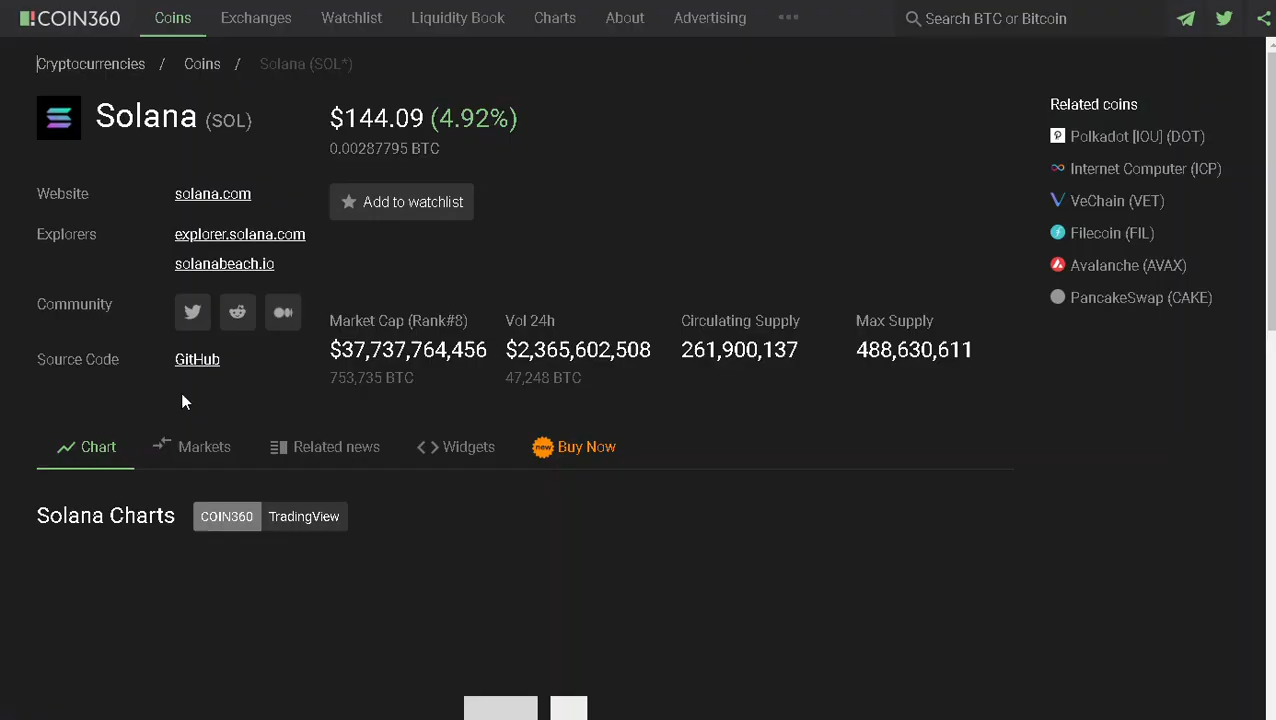 COIN360 Coins Exchanges Watchlist Liquidity Book Charts About Advertising Search BTC or Bitcoin
Cryptocurrencies / Coins / Solana (SOL*)
Solana (SOL)
$144.09 (4.92%)
0.00287795 BTC
Add to watchlist
Website solana.com
Explorers explorer.solana.com
solanabeach.io
Community
Source Code GitHub
Market Cap (Rank#8) Vol 24h Circulating Supply Max Supply
$37,737,764,456 $2,365,602,508 261,900,137 488,630,611
753,735 BTC 47,248 BTC
Related coins
Polkadot [IOU] (DOT)
Internet Computer (ICP)
VeChain (VET)
Filecoin (FIL)
Avalanche (AVAX)
PancakeSwap (CAKE)
Chart Markets Related news Widgets new Buy Now
Solana Charts COIN360 TradingView